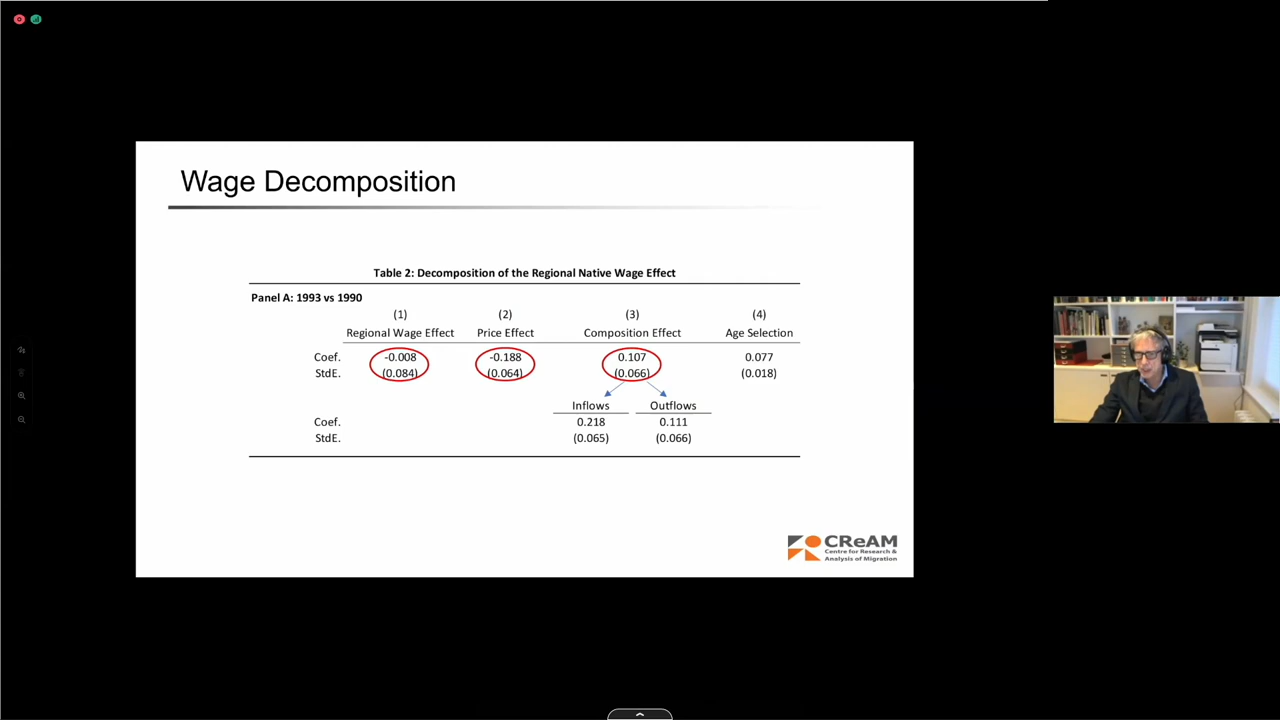 Wage Decomposition
Table 2: Decomposition of the Regional Native Wage Effect
Panel A: 1993 vs 1990
(1) (2) (3) (4)
Regional Wage Effect Price Effect Composition Effect Age Selection
Coef. -0.008 -0.188 0.107 0.077
StdE. (0.084) (0.064) (0.066) (0.018)
Inflows Outflows
Coef. 0.218 0.111
StdE. (0.065) (0.066)
CReAM
Centre for Research &
Analysis of Migration